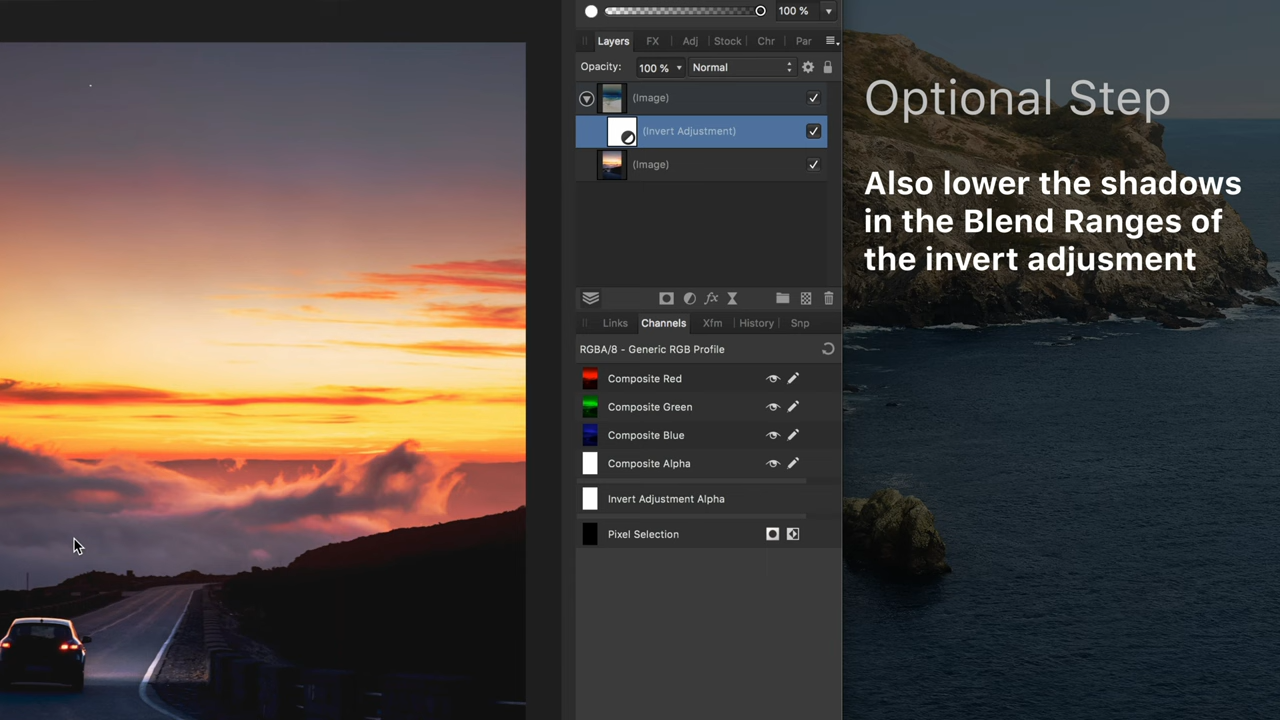 100 %
Layers FX Adj Stock Chr Par
Opacity: 100 % Normal
(Image)
(Invert Adjustment)
(Image)
fx
Links Channels Xfm History Snp
RGBA/8 - Generic RGB Profile
Composite Red
Composite Green
Composite Blue
Composite Alpha
Invert Adjustment Alpha
Pixel Selection
Optional Step
Also lower the shadows
in the Blend Ranges of
the invert adjusment